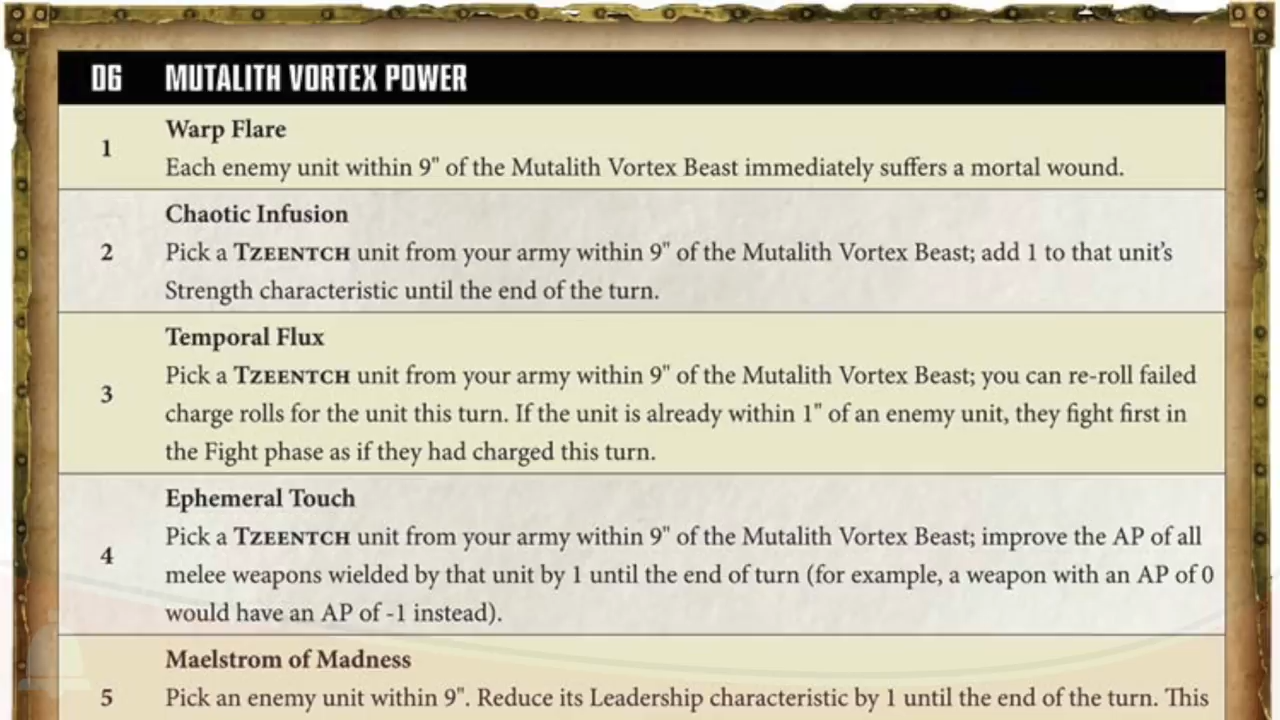 D6 MUTALITH VORTEX POWER
Warp Flare
1
Each enemy unit within 9" of the Mutalith Vortex Beast immediately suffers a mortal wound.
Chaotic Infusion
2
Pick a TZEENTCH unit from your army within 9" of the Mutalith Vortex Beast; add 1 to that unit's
Strength characteristic until the end of the turn.
Temporal Flux
Pick a TZEENTCH unit from your army within 9" of the Mutalith Vortex Beast; you can re-roll failed
3
charge rolls for the unit this turn. If the unit is already within 1" of an enemy unit, they fight first in
the Fight phase as if they had charged this turn.
Ephemeral Touch
Pick a TZEENTCH unit from your army within 9" of the Mutalith Vortex Beast; improve the AP of all
4
melee weapons wielded by that unit by 1 until the end of turn (for example, a weapon with an AP of 0
would have an AP of -1 instead).
Maelstrom of Madness
5
Pick an enemy unit within 9". Reduce its Leadership characteristic by 1 until the end of the turn. This